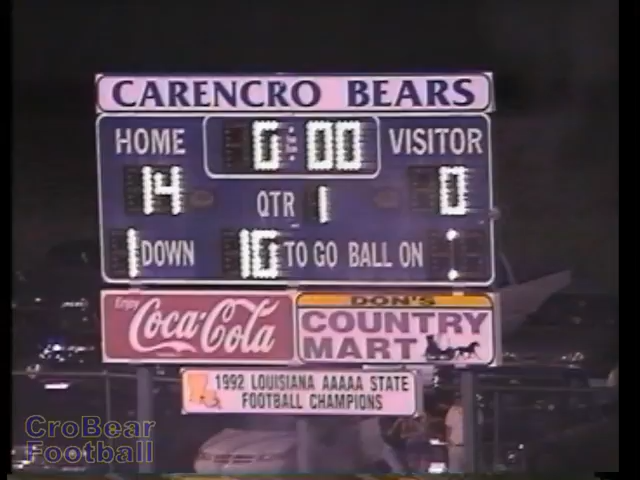 CARENCRO BEARS
HOME 0:00 VISITOR
14 QTR 1 0
1 DOWN 10 TO GO BALL ON
Enjoy
Coca-Cola
DON'S
COUNTRY
MART
1992 LOUISIANA AAAAA STATE
FOOTBALL CHAMPIONS
CroBear
Football